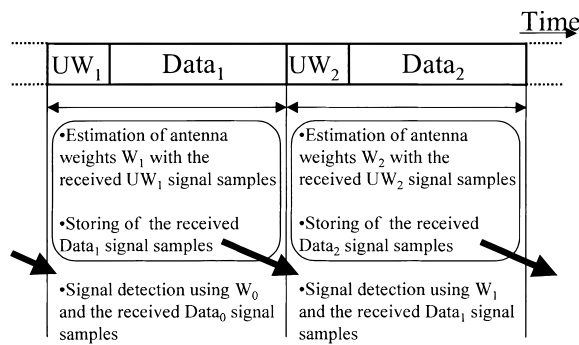 Time
UW1 Data1 UW2 Data2
•Estimation of antenna
weights W1 with the
received UW1 signal samples
•Storing of the received
Data1 signal samples
•Signal detection using W0
and the received Data0 signal
samples
•Estimation of antenna
weights W2 with the
received UW2 signal samples
•Storing of the received
Data2 signal samples
•Signal detection using W1
and the received Data1 signal
samples